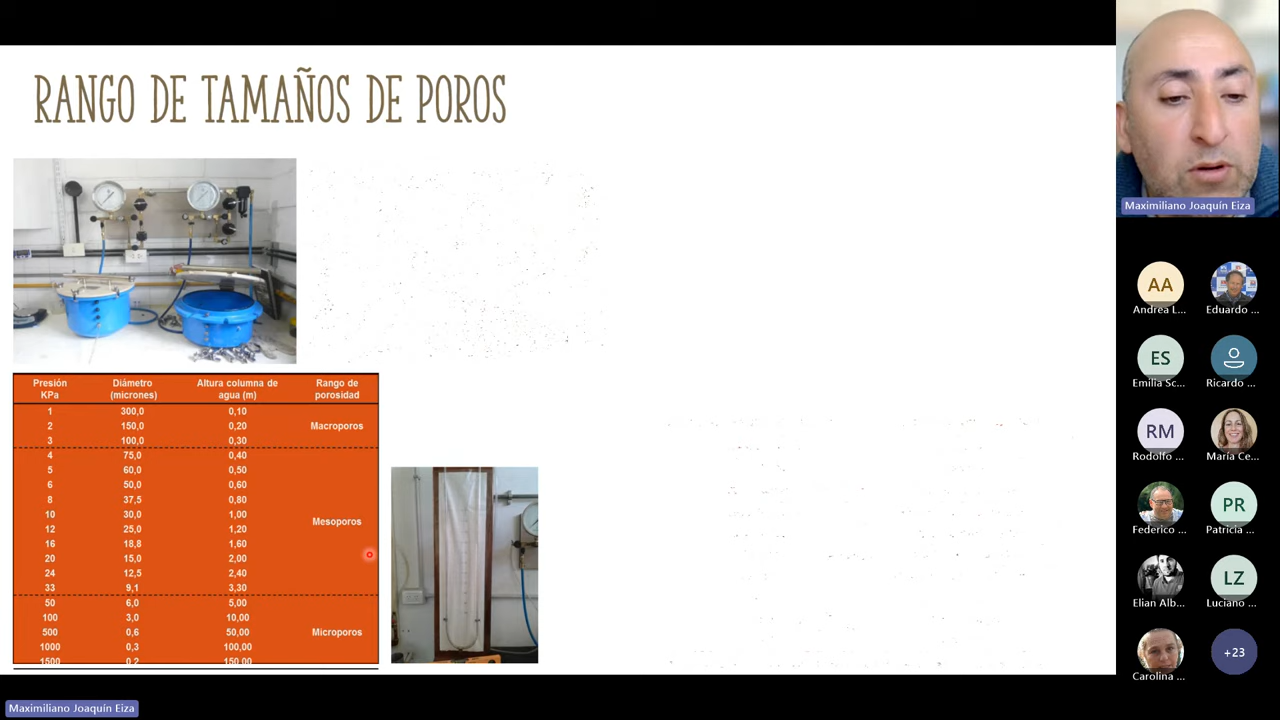 RANGO DE TAMAÑOS DE POROS
Presión KPa Diámetro (micrones) Altura columna de agua (m) Rango de porosidad
1 300,0 0,10
2 150,0 0,20 Macroporos
3 100,0 0,30
4 75,0 0,40
5 60,0 0,50
6 50,0 0,60
8 37,5 0,80
10 30,0 1,00 Mesoporos
12 25,0 1,20
16 18,8 1,60
20 15,0 2,00
24 12,5 2,40
33 9,1 3,30
50 6,0 5,00
100 3,0 10,00
500 0,6 50,00 Microporos
1000 0,3 100,00
1500 0,2 150,00
Maximiliano Joaquín Eiza
AA
Andrea L...
Eduardo ...
ES
Emilia Sc...
Ricardo ...
RM
Rodolfo ...
María Ce...
Federico ...
PR
Patricia ...
Elian Alb...
LZ
Luciano ...
Carolina ...
+23
Maximiliano Joaquín Eiza